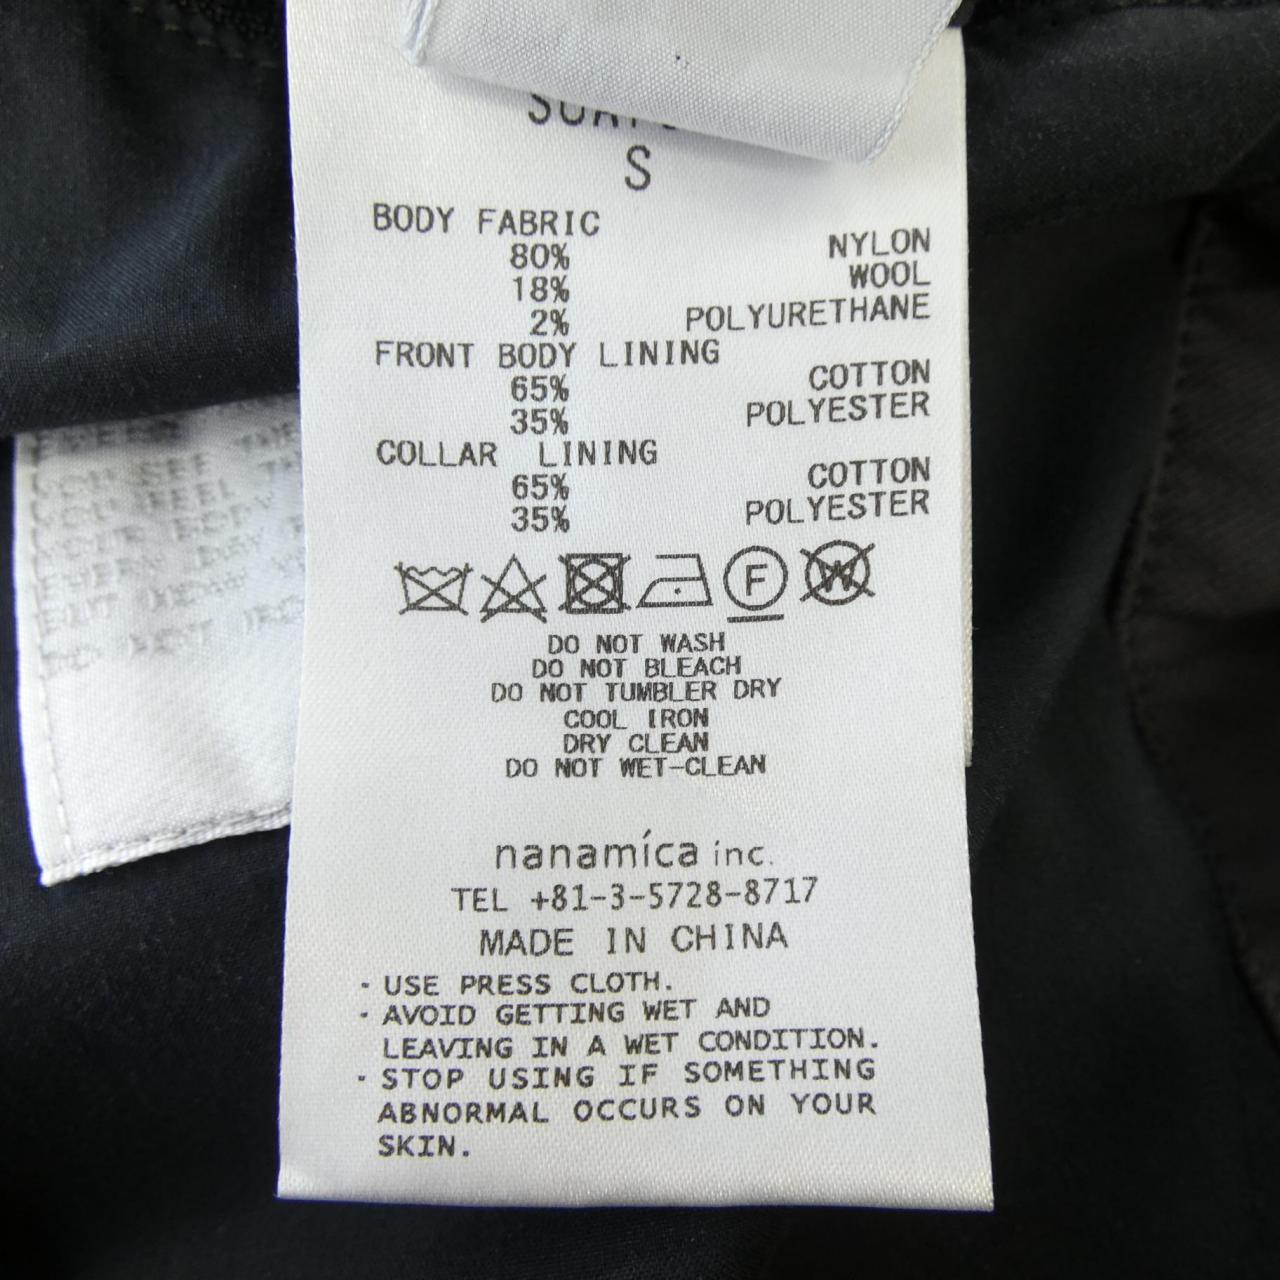 S
BODY FABRIC
80% NYLON
18% WOOL
2% POLYURETHANE
FRONT BODY LINING
65% COTTON
35% POLYESTER
COLLAR LINING
65% COTTON
35% POLYESTER
F W
DO NOT WASH
DO NOT BLEACH
DO NOT TUMBLER DRY
COOL IRON
DRY CLEAN
DO NOT WET-CLEAN
nanamíca inc.
TEL +81-3-5728-8717
MADE IN CHINA
· USE PRESS CLOTH.
· AVOID GETTING WET AND
LEAVING IN A WET CONDITION.
· STOP USING IF SOMETHING
ABNORMAL OCCURS ON YOUR
SKIN.